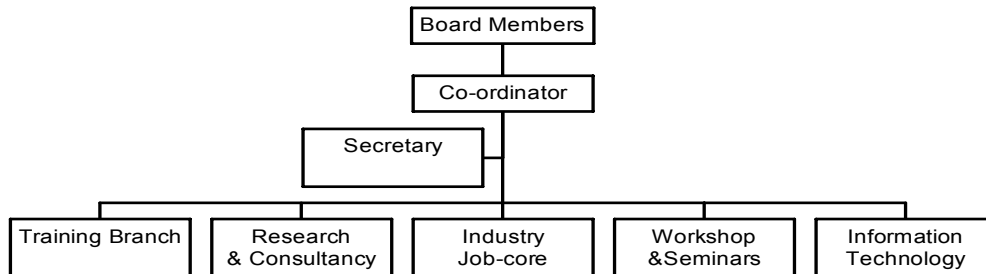 Board Members
Co-ordinator
Secretary
Training Branch
Research
& Consultancy
Industry
Job-core
Workshop
&Seminars
Information
Technology